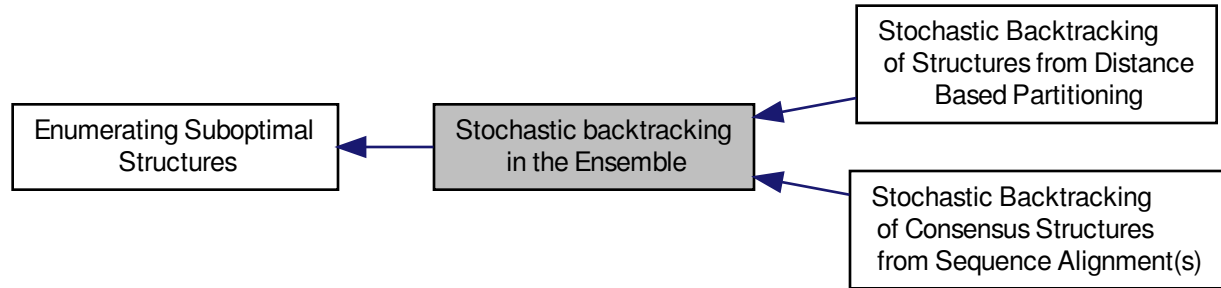 Enumerating Suboptimal
Structures
Stochastic backtracking
in the Ensemble
Stochastic Backtracking
of Structures from Distance
Based Partitioning
Stochastic Backtracking
of Consensus Structures
from Sequence Alignment(s)